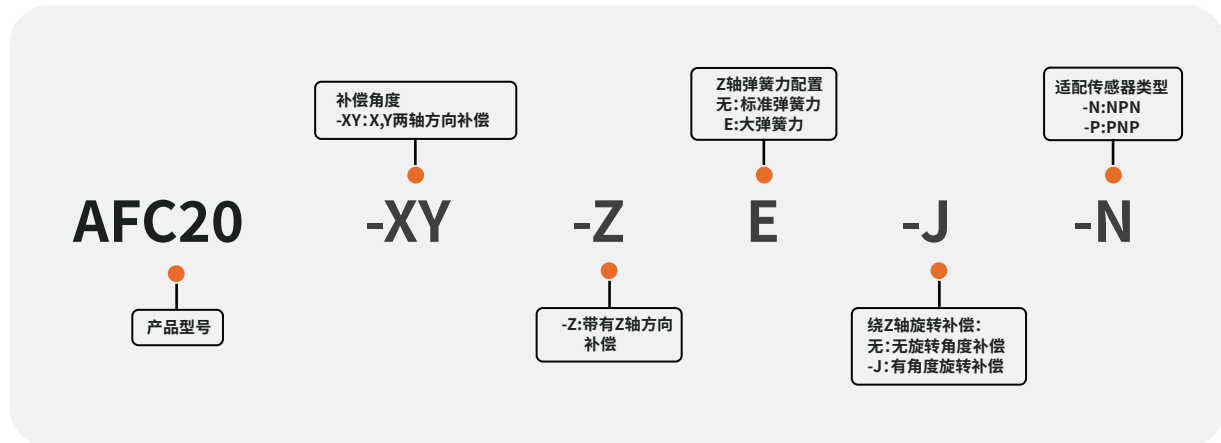 补偿角度
-XY：X,Y两轴方向补偿
Z轴弹簧力配置
无：标准弹簧力
E:大弹簧力
适配传感器类型
-N:NPN
-P:PNP
AFC20 -XY -Z E -J -N
产品型号
-Z:带有Z轴方向
补偿
绕Z轴旋转补偿：
无：无旋转角度补偿
-J：有角度旋转补偿